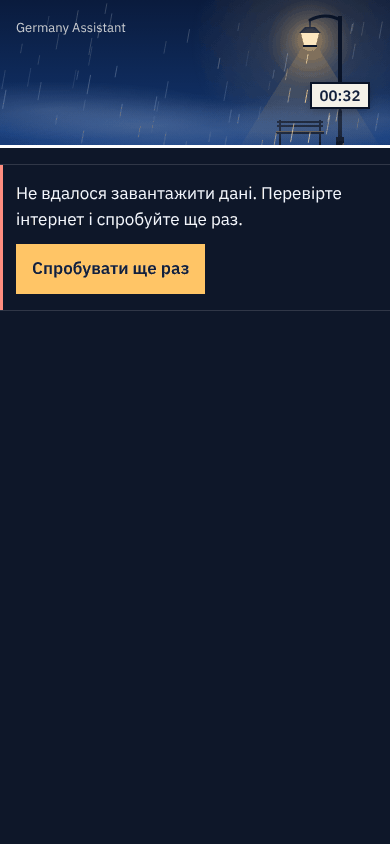 Germany Assistant
00:32
Не вдалося завантажити дані. Перевірте
інтернет і спробуйте ще раз.
Спробувати ще раз